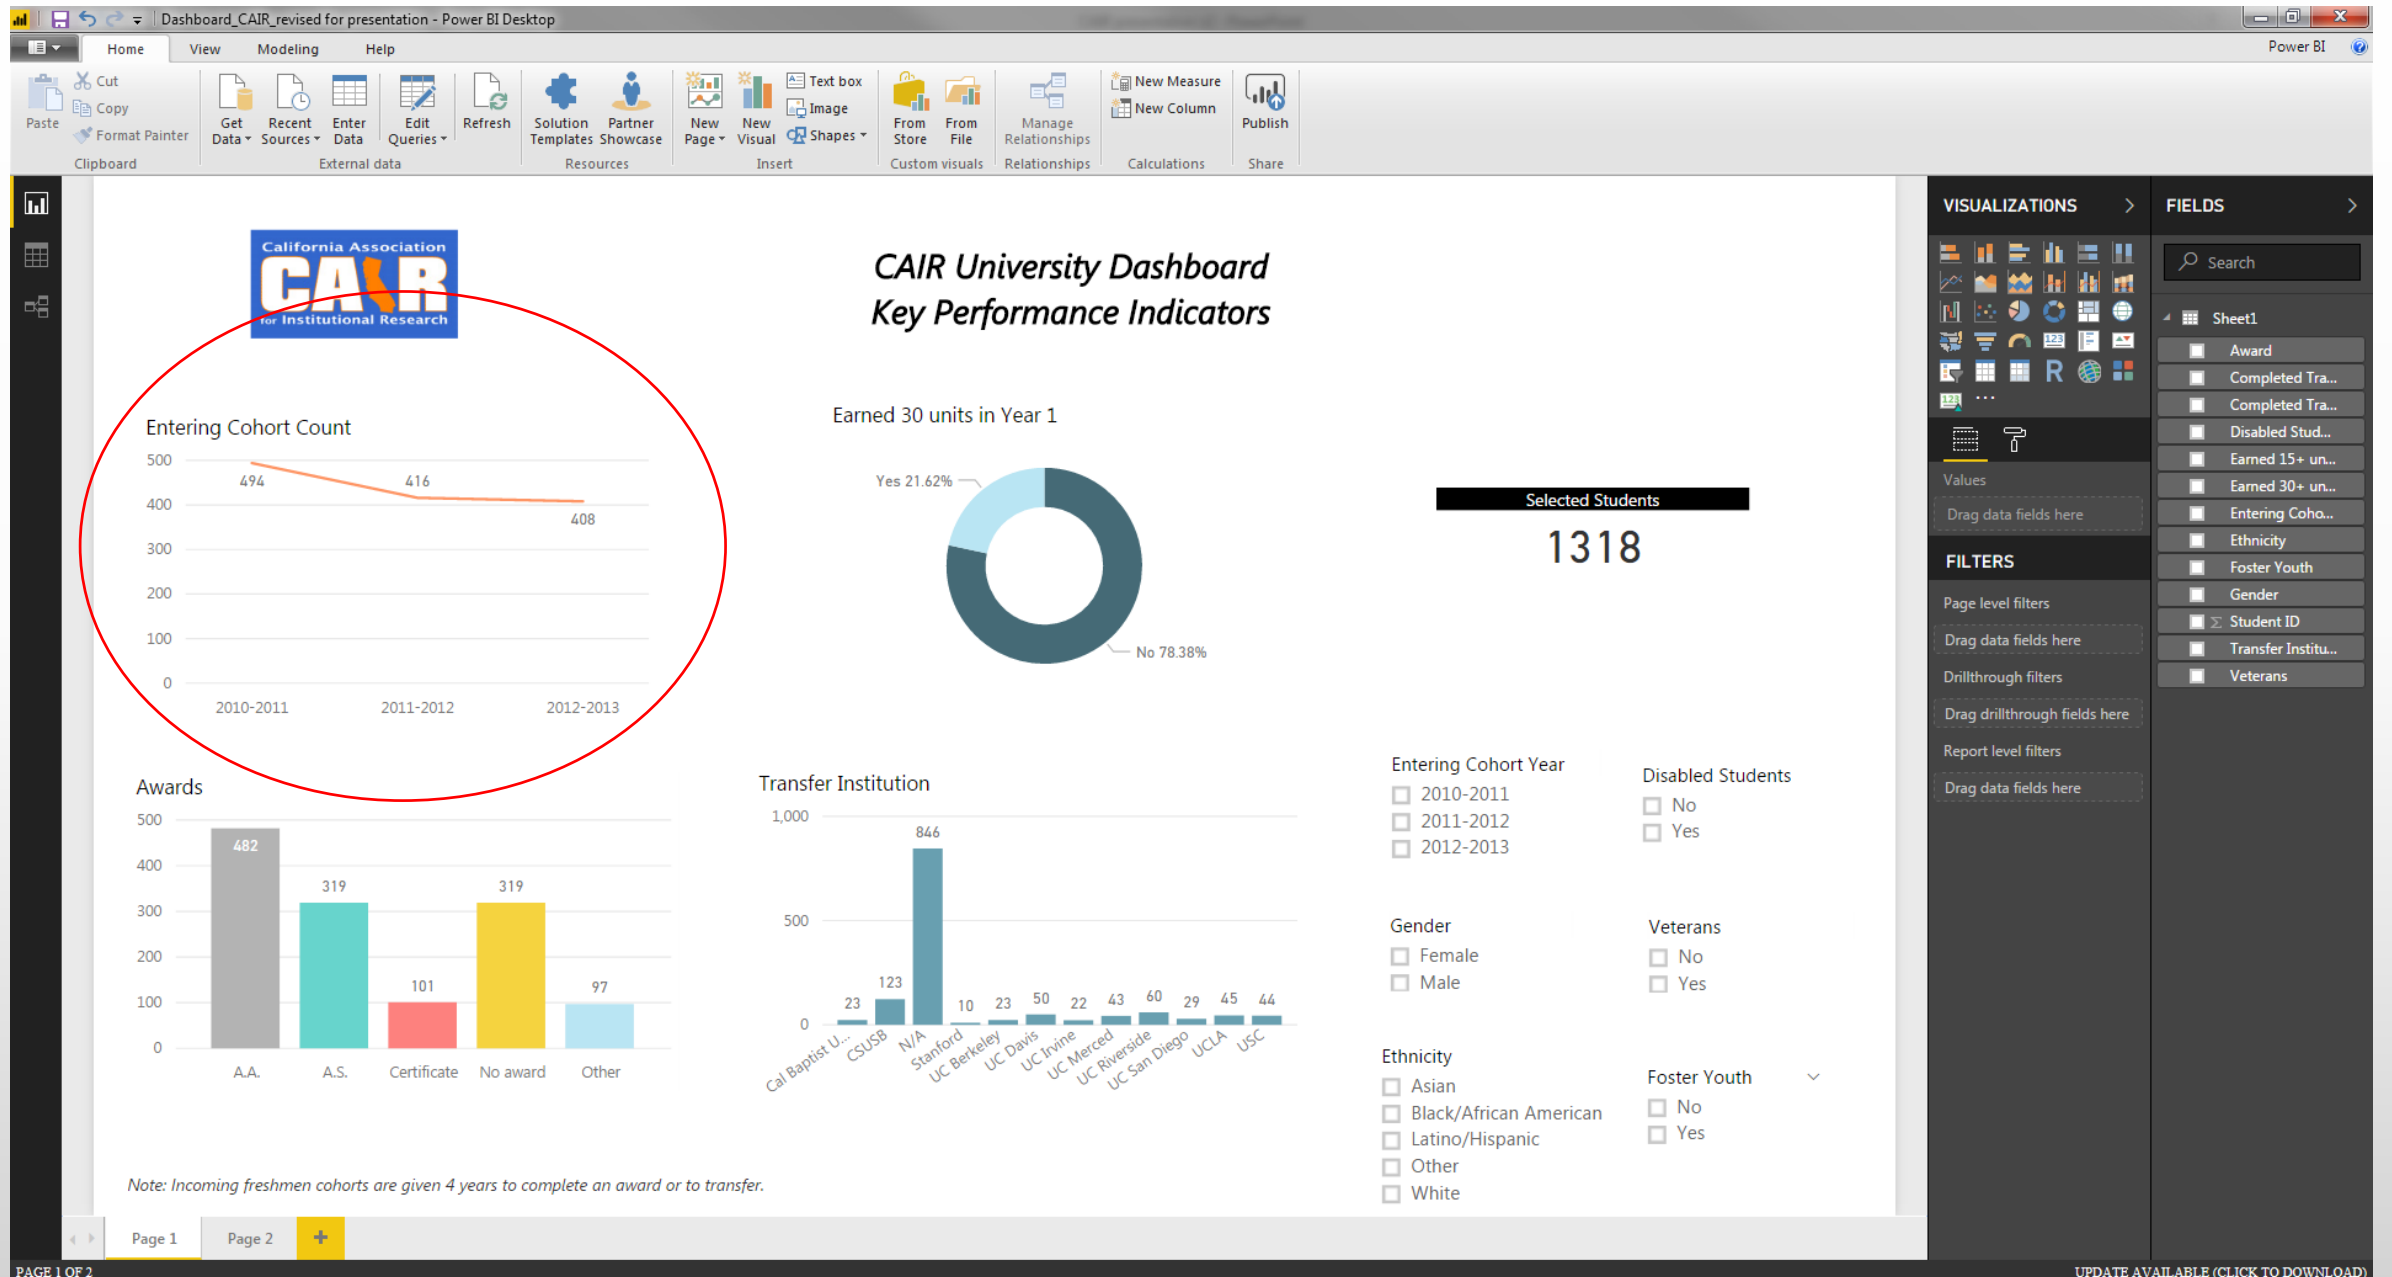 Dashboard_CAIR_revised for presentation - Power BI Desktop
Home View Modeling Help Power BI
Paste
Cut
Copy
Format Painter
Clipboard
Get Data
Recent Sources
Enter Data
Edit Queries
Refresh
External data
Solution Templates
Partner Showcase
Resources
New Page
New Visual
Text box
Image
Shapes
Insert
From Store
From File
Custom visuals
Manage Relationships
Relationships
New Measure
New Column
Calculations
Publish
Share
California Association
CAIR
for Institutional Research
CAIR University Dashboard
Key Performance Indicators
Entering Cohort Count
500
400
300
200
100
0
494
416
408
2010-2011 2011-2012 2012-2013
Earned 30 units in Year 1
Yes 21.62%
No 78.38%
Selected Students
1318
Awards
500
400
300
200
100
0
482
319
101
319
97
A.A. A.S. Certificate No award Other
Transfer Institution
1,000
500
0
23
123
846
10
23
50
22
43
60
29
45
44
Cal Baptist U...
CSUSB
N/A
Stanford
UC Berkeley
UC Davis
UC Irvine
UC Merced
UC Riverside
UC San Diego
UCLA
USC
Entering Cohort Year
2010-2011
2011-2012
2012-2013
Disabled Students
No
Yes
Gender
Female
Male
Veterans
No
Yes
Ethnicity
Asian
Black/African American
Latino/Hispanic
Other
White
Foster Youth
No
Yes
Note: Incoming freshmen cohorts are given 4 years to complete an award or to transfer.
VISUALIZATIONS
123
R
123
Values
Drag data fields here
FILTERS
Page level filters
Drag data fields here
Drillthrough filters
Drag drillthrough fields here
Report level filters
Drag data fields here
FIELDS
Search
Sheet1
Award
Completed Tra...
Completed Tra...
Disabled Stud...
Earned 15+ un...
Earned 30+ un...
Entering Coho...
Ethnicity
Foster Youth
Gender
Σ Student ID
Transfer Institu...
Veterans
Page 1 Page 2 +
PAGE 1 OF 2
UPDATE AVAILABLE (CLICK TO DOWNLOAD)